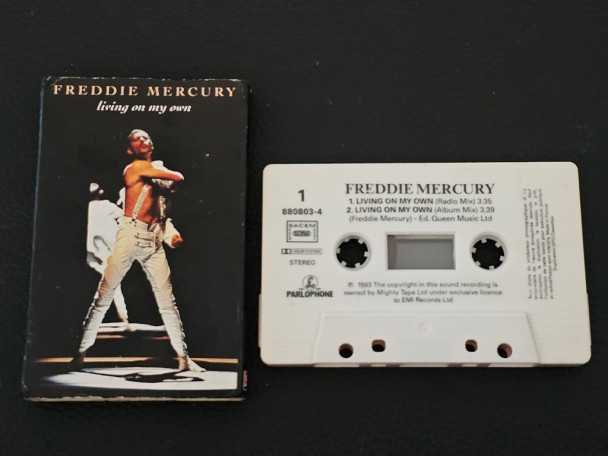 FREDDIE MERCURY
living on my own
1
880803-4
FREDDIE MERCURY
1. LIVING ON MY OWN (Radio Mix) 3.35
2. LIVING ON MY OWN (Album Mix) 3.39
(Freddie Mercury) - Ed. Queen Music Ltd
SACEM
STEREO
PARLOPHONE
℗ 1993 The copyright in this sound recording is
owned by Mighty Tape Ltd under exclusive licence
to EMI Records Ltd